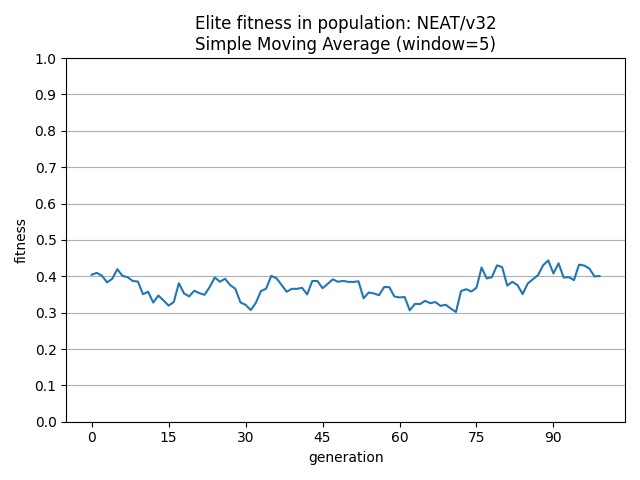 Elite fitness in population: NEAT/v32
Simple Moving Average (window=5)
1.0
0.9
0.8
0.7
0.6
0.5
0.4
0.3
0.2
0.1
0.0
fitness
0 15 30 45 60 75 90
generation